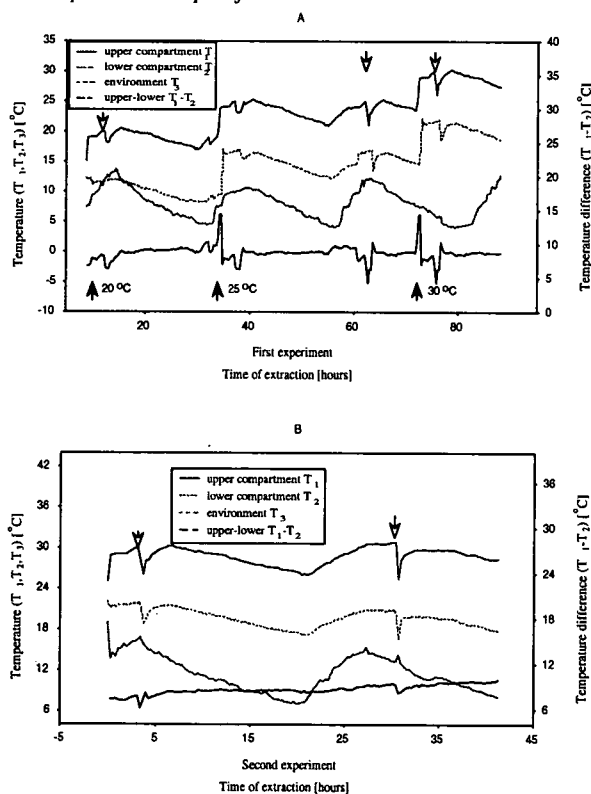 A
Temperature (T 1,T2,T3) [°C]
35
30
25
20
15
10
5
0
-5
-10
upper compartment T1
lower compartment T2
environment T3
upper-lower T1-T2
40
35
30
25
20
15
10
5
0
Temperature difference (T 1-T2) [°C]
20 °C
25 °C
30 °C
20
40
60
80
First experiment
Time of extraction [hours]
B
Temperature (T 1,T2,T3) [°C]
42
36
30
24
18
12
6
upper compartment T1
lower compartment T2
environment T3
upper-lower T1-T2
36
30
24
18
12
6
Temperature difference (T 1-T2) [°C]
-5
5
15
25
35
45
Second experiment
Time of extraction [hours]